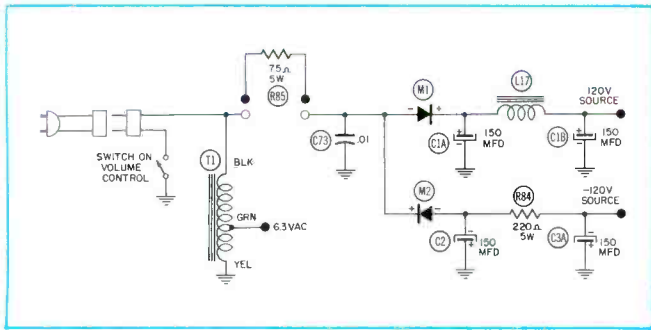 75Ω
5W
R85
SWITCH ON
VOLUME
CONTROL
T1
BLK
GRN
6.3VAC
YEL
C73
.01
M1
- +
C1A
150
MFD
L17
120V
SOURCE
C1B
150
MFD
M2
+ -
C2
150
MFD
R84
220Ω
5W
-120V
SOURCE
C3A
150
MFD